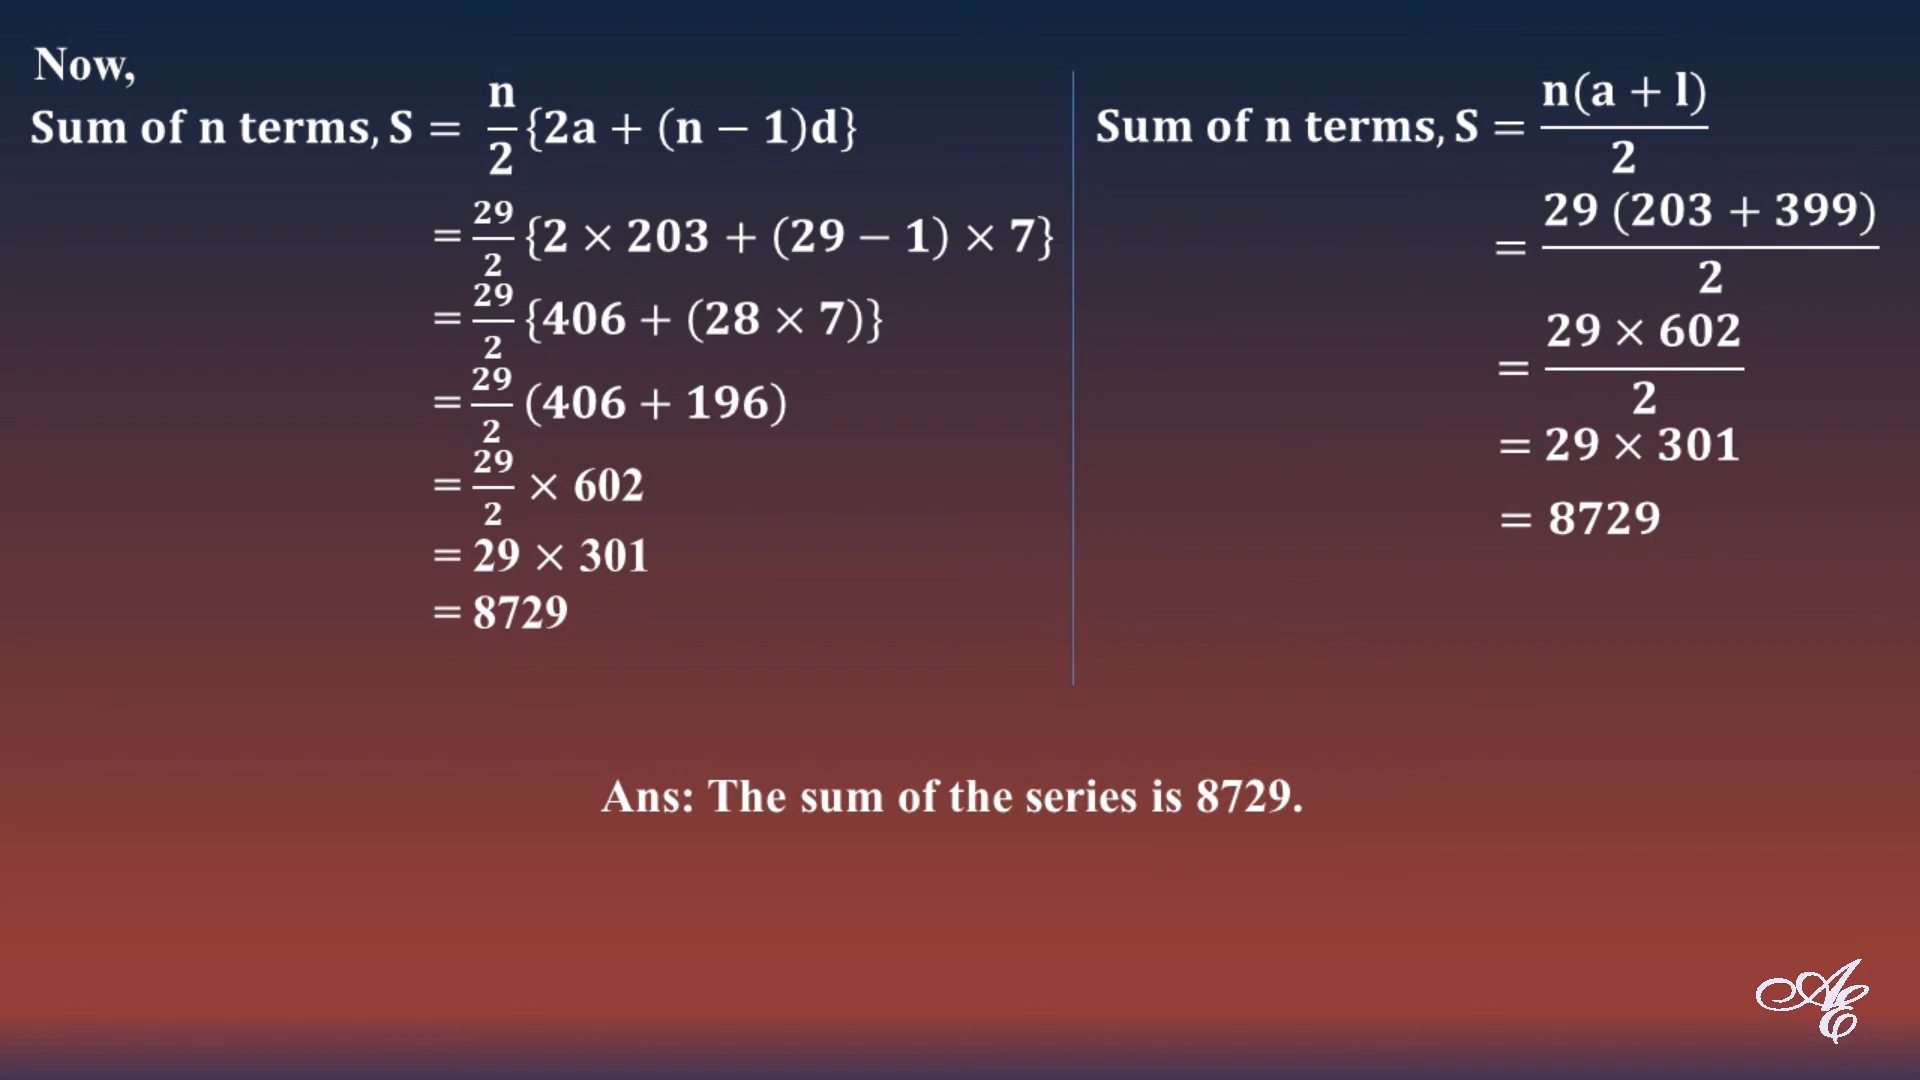 Now,
Sum of n terms, S = n/2 {2a + (n − 1)d}
= 29/2 {2 × 203 + (29 − 1) × 7}
= 29/2 {406 + (28 × 7)}
= 29/2 (406 + 196)
= 29/2 × 602
= 29 × 301
= 8729
Sum of n terms, S = n(a + l)/2
= 29 (203 + 399)/2
= 29 × 602/2
= 29 × 301
= 8729
Ans: The sum of the series is 8729.
AE